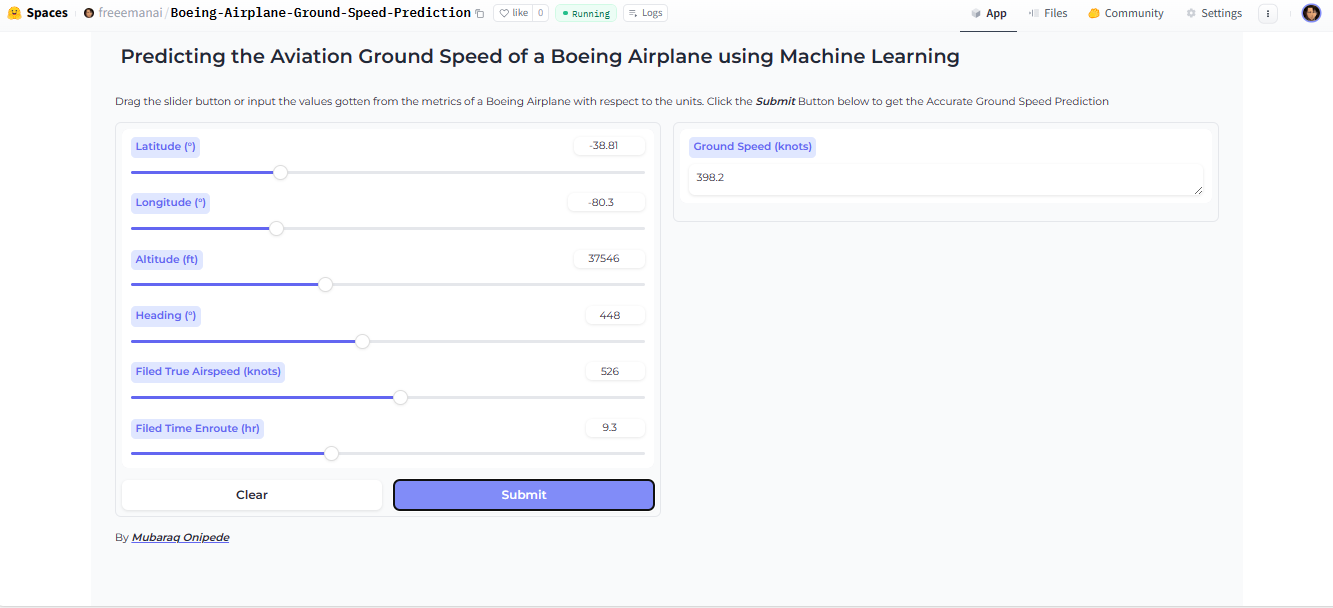 Spaces freeemanai/Boeing-Airplane-Ground-Speed-Prediction like 0 Running Logs App Files Community Settings
Predicting the Aviation Ground Speed of a Boeing Airplane using Machine Learning
Drag the slider button or input the values gotten from the metrics of a Boeing Airplane with respect to the units. Click the Submit Button below to get the Accurate Ground Speed Prediction
Latitude (°) -38.81
Longitude (°) -80.3
Altitude (ft) 37546
Heading (°) 448
Filed True Airspeed (knots) 526
Filed Time Enroute (hr) 9.3
Clear Submit
Ground Speed (knots)
398.2
By Mubaraq Onipede